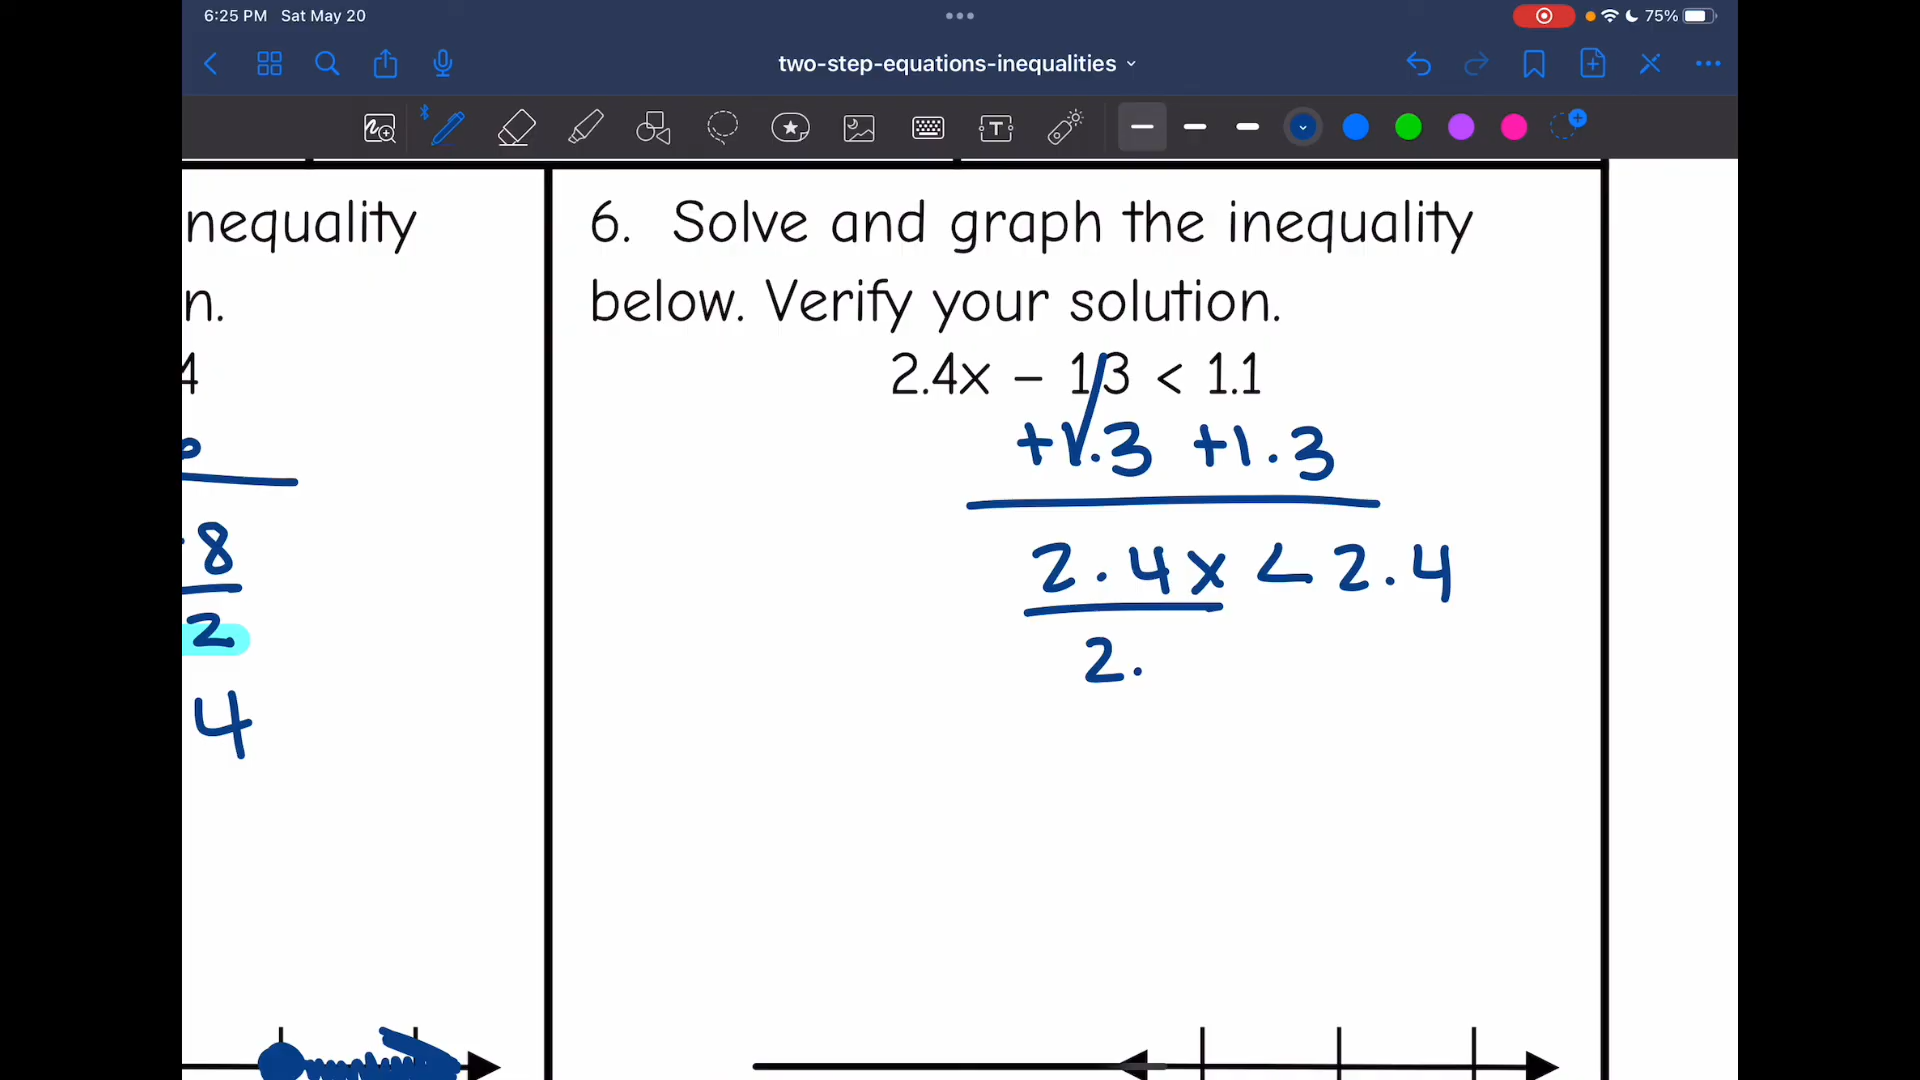 6:25 PM Sat May 20
75%
two-step-equations-inequalities
nequality
n.
4
8
2
4
6. Solve and graph the inequality
below. Verify your solution.
2.4x – 1.3 < 1.1
+1.3 +1.3
2.4x < 2.4
2.